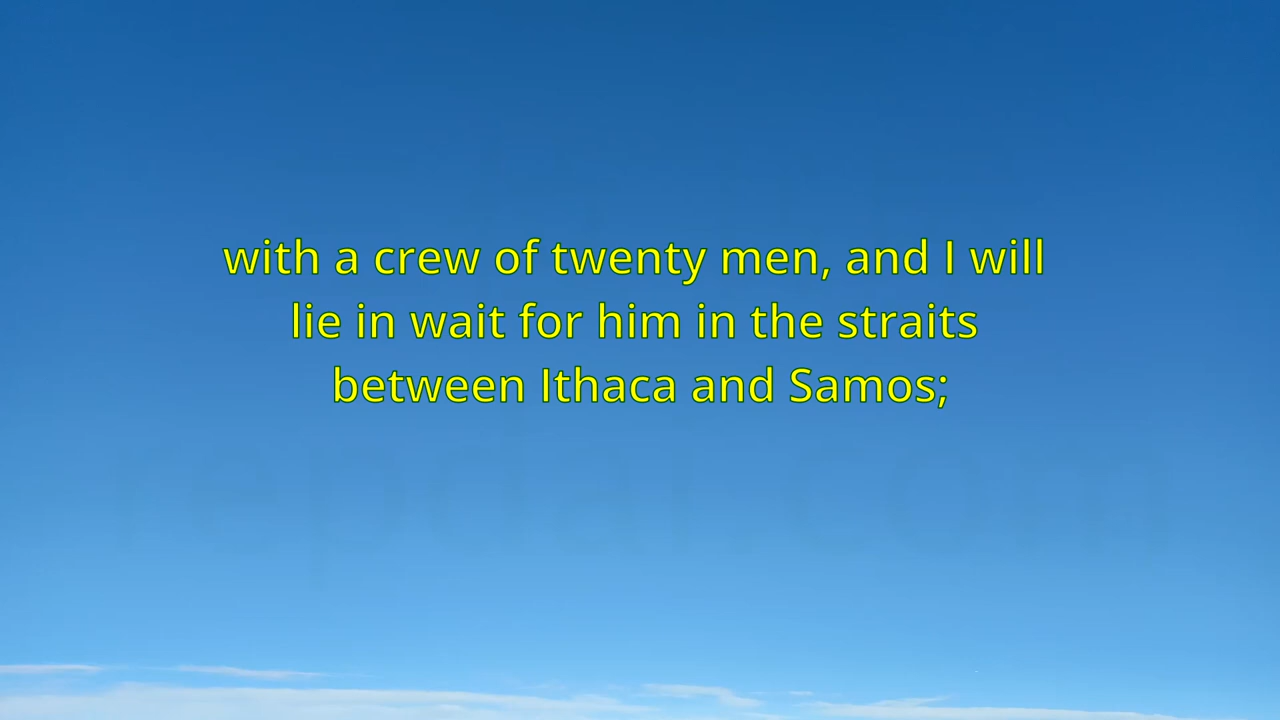 with a crew of twenty men, and I will
lie in wait for him in the straits
between Ithaca and Samos;